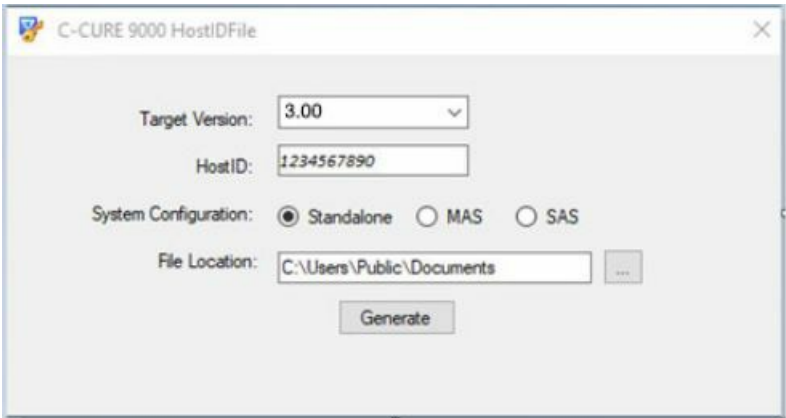 C-CURE 9000 HostIDFile
Target Version: 3.00
HostID: 1234567890
System Configuration: Standalone MAS SAS
File Location: C:\Users\Public\Documents ...
Generate